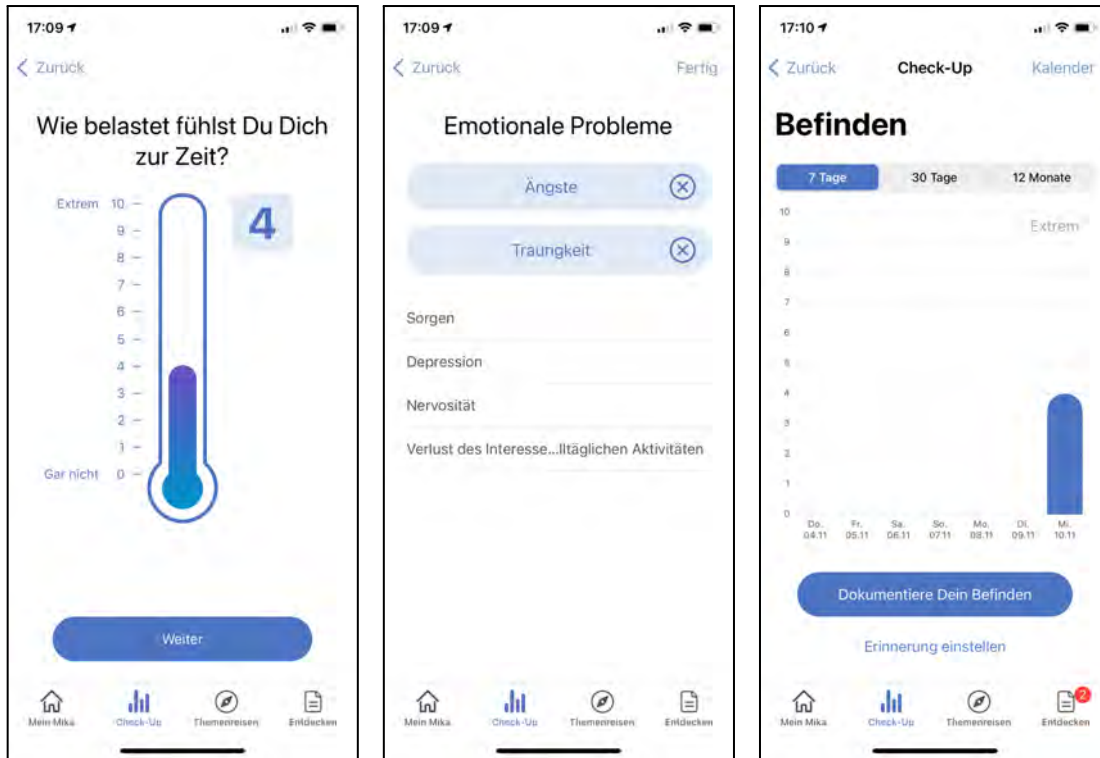 17:09
Zurück
Wie belastet fühlst Du Dich
zur Zeit?
Extrem 10
4
9
8
7
6
5
4
3
2
1
Gar nicht 0
Weiter
Mein Mika Check-Up Themenreisen Entdecken
17:09
Zurück Fertig
Emotionale Probleme
Ängste
Traurigkeit
Sorgen
Depression
Nervosität
Verlust des Interesse...lltäglichen Aktivitäten
Mein Mika Check-Up Themenreisen Entdecken
17:10
Zurück Check-Up Kalender
Befinden
7 Tage 30 Tage 12 Monate
10
Extrem
9
8
7
6
5
4
3
2
1
0
Do. Fr. Sa. So. Mo. Di. Mi.
04.11 05.11 06.11 07.11 08.11 09.11 10.11
Dokumentiere Dein Befinden
Erinnerung einstellen
2
Mein Mika Check-Up Themenreisen Entdecken